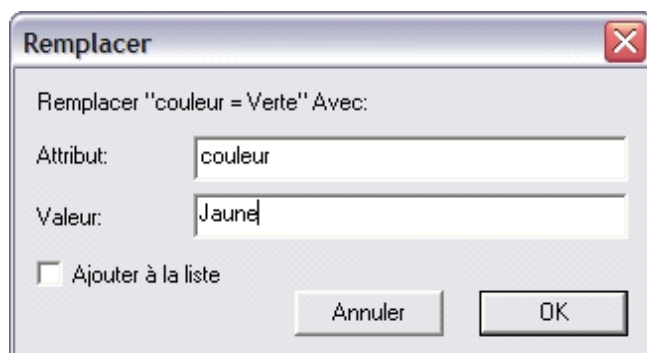 Remplacer
Remplacer "couleur = Verte" Avec:
Attribut: couleur
Valeur: Jaune
Ajouter à la liste
Annuler OK